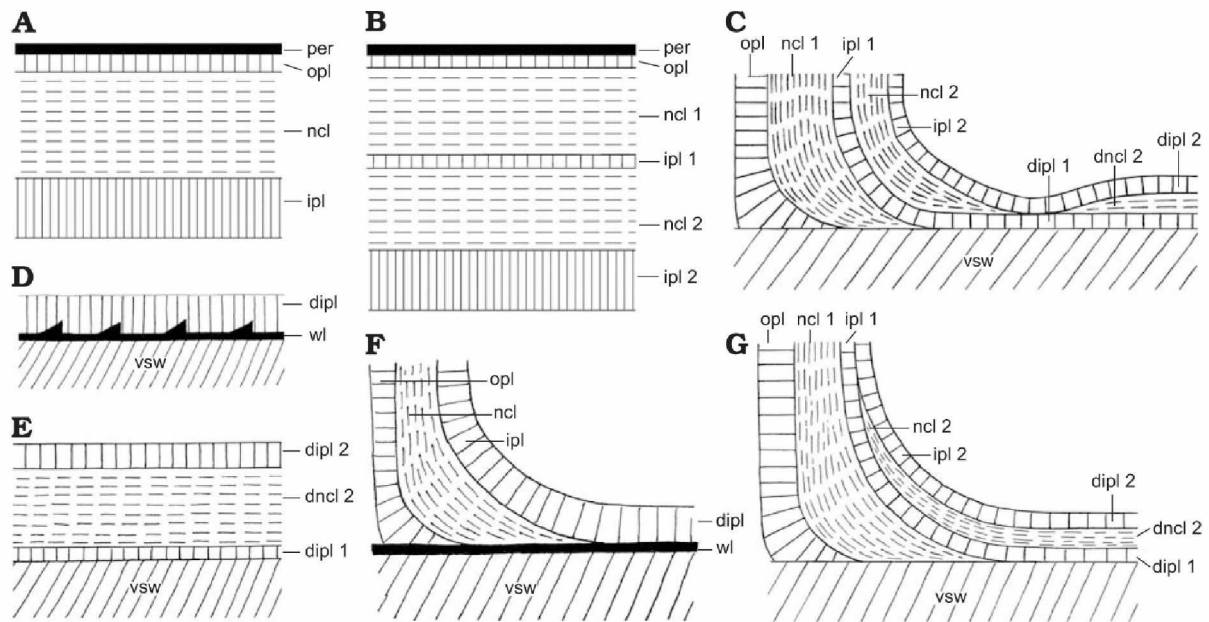 A
per
opl
ncl
ipl
B
per
opl
ncl 1
ipl 1
ncl 2
ipl 2
C
opl ncl 1 ipl 1
ncl 2
ipl 2
dipl 1
dncl 2
dipl 2
vsw
D
dipl
wl
vsw
E
dipl 2
dncl 2
dipl 1
vsw
F
opl
ncl
ipl
dipl
wl
vsw
G
opl ncl 1 ipl 1
ncl 2
ipl 2
dipl 2
dncl 2
dipl 1
vsw